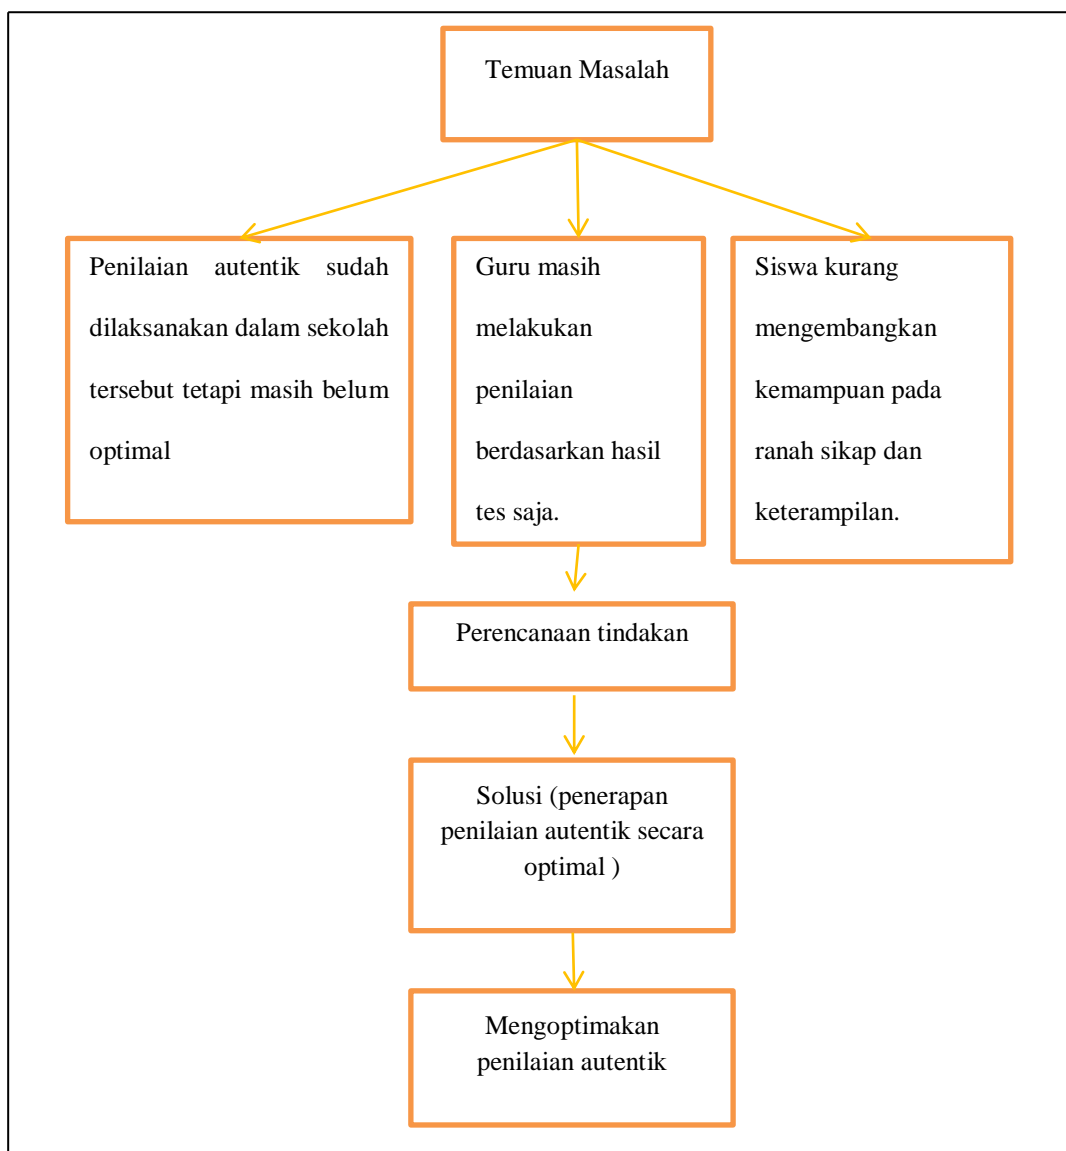 Temuan Masalah
Penilaian autentik sudah
dilaksanakan dalam sekolah
tersebut tetapi masih belum
optimal
Guru masih
melakukan
penilaian
berdasarkan hasil
tes saja.
Siswa kurang
mengembangkan
kemampuan pada
ranah sikap dan
keterampilan.
Perencanaan tindakan
Solusi (penerapan
penilaian autentik secara
optimal )
Mengoptimakan
penilaian autentik